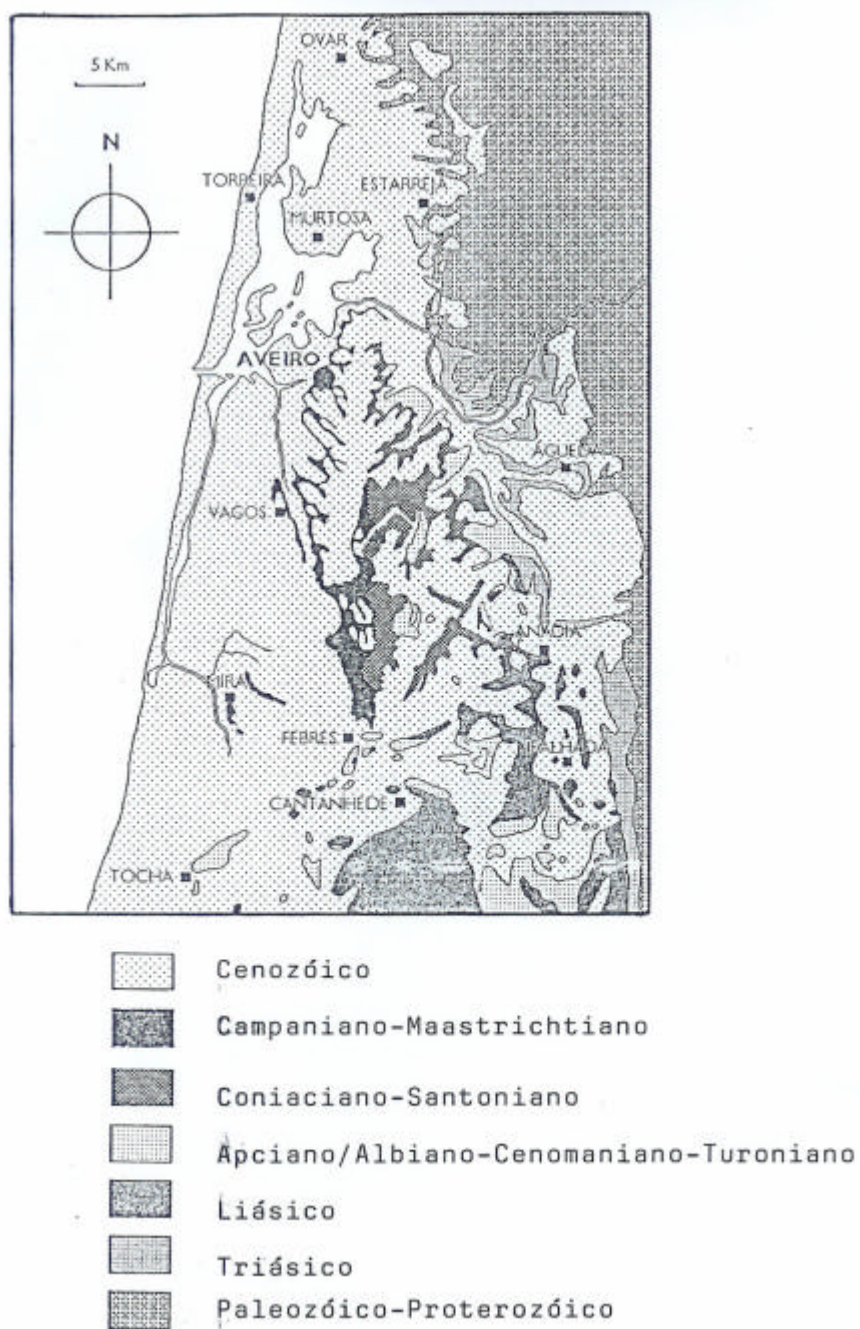 OVAR
5 Km
N
TORREIRA
ESTARREJA
MURTOSA
AVEIRO
ÁGUEDA
VAGOS
ANADIA
MIRA
FEBRES
MEALHADA
CANTANHEDE
TOCHA
Cenozóico
Campaniano-Maastrichtiano
Coniaciano-Santoniano
Apciano/Albiano-Cenomaniano-Turoniano
Liásico
Triásico
Paleozóico-Proterozóico